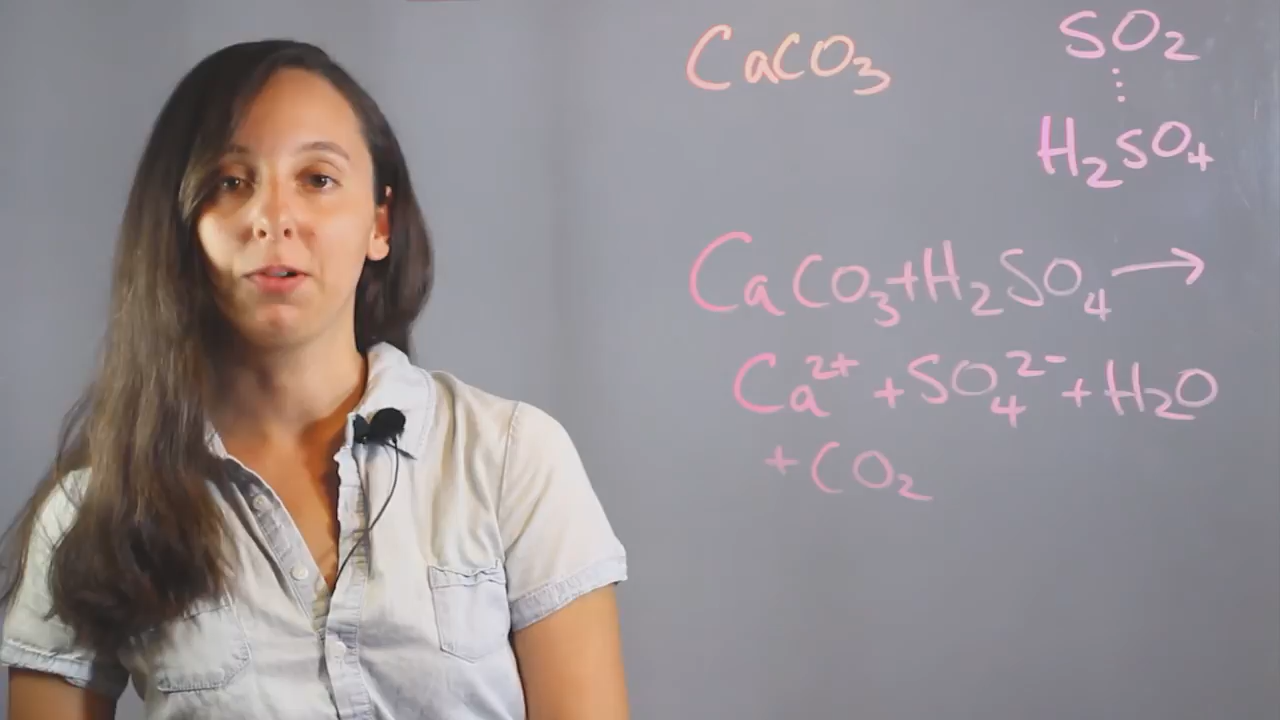 CaCO₃
SO₂
⋮
H₂SO₄
CaCO₃+H₂SO₄ →
Ca²⁺ + SO₄²⁻ + H₂O
+ CO₂